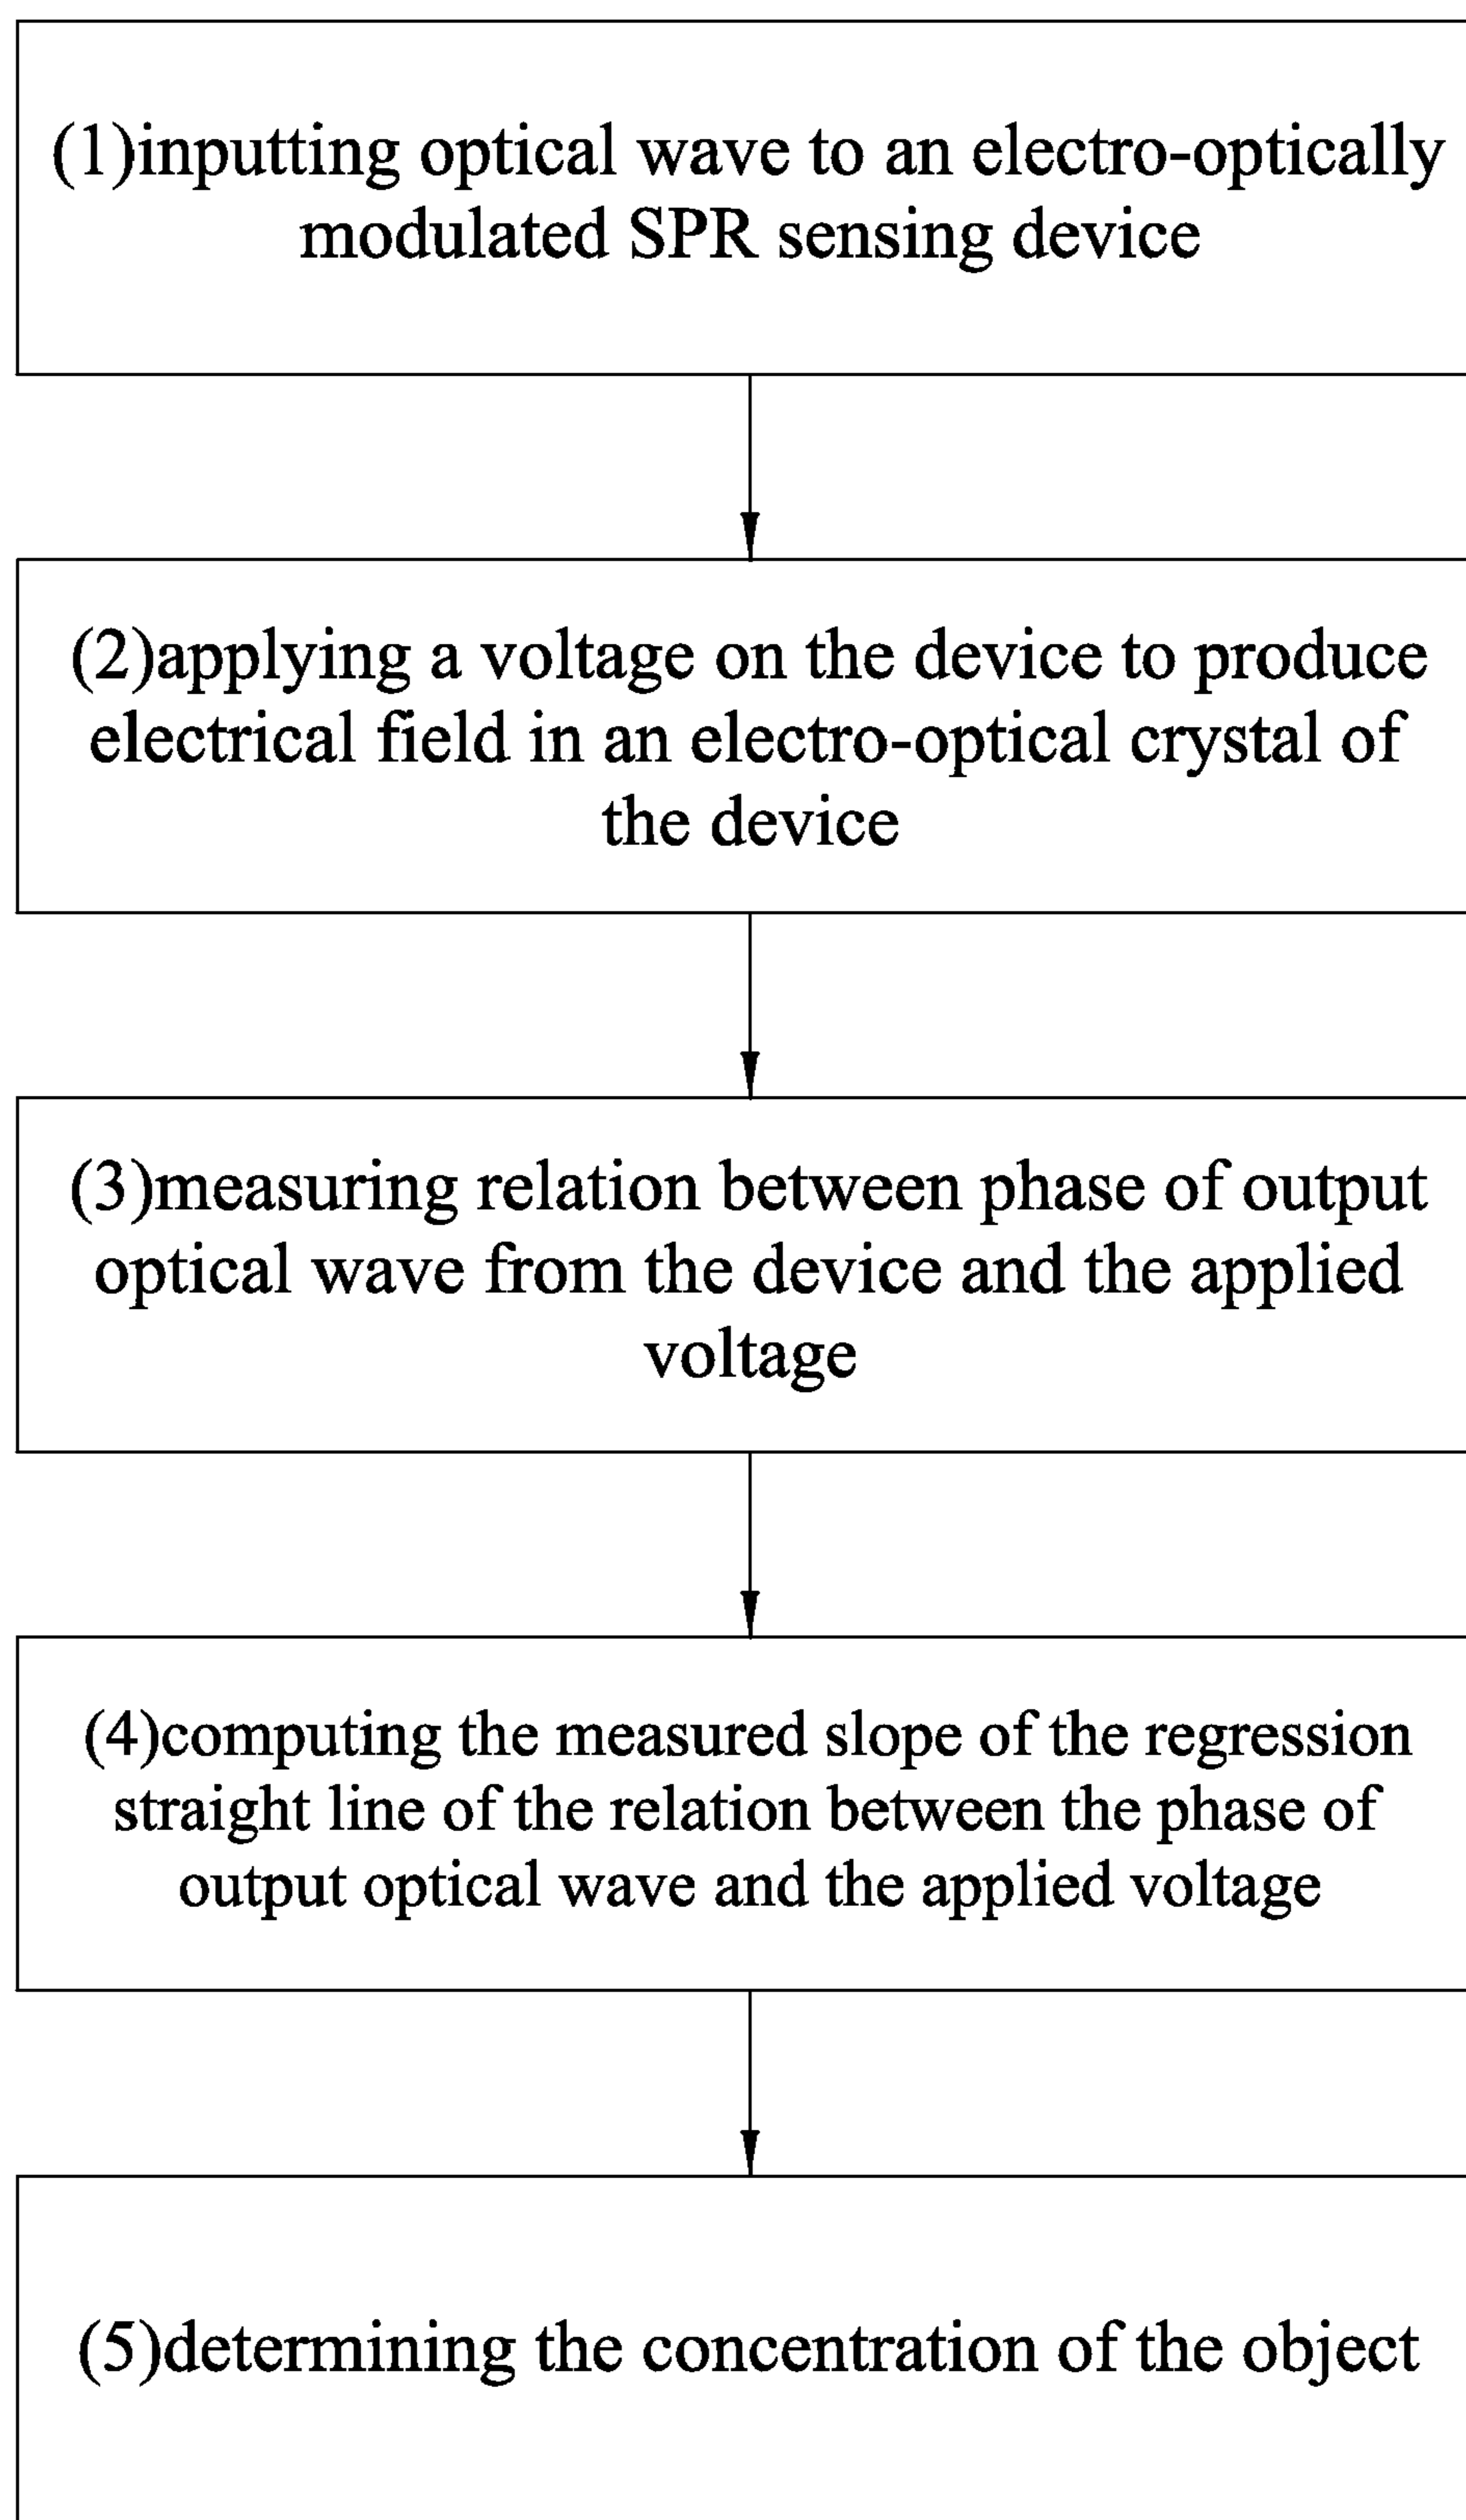 (1)inputting optical wave to an electro-optically
modulated SPR sensing device
(2)applying a voltage on the device to produce
electrical field in an electro-optical crystal of
the device
(3)measuring relation between phase of output
optical wave from the device and the applied
voltage
(4)computing the measured slope of the regression
straight line of the relation between the phase of
output optical wave and the applied voltage
(5)determining the concentration of the object